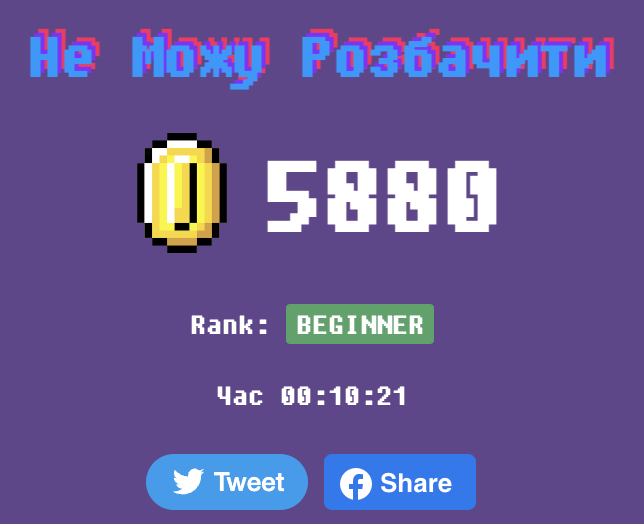 Не Можу Розбачити
5880
Rank: BEGINNER
Час 00:10:21
Tweet Share